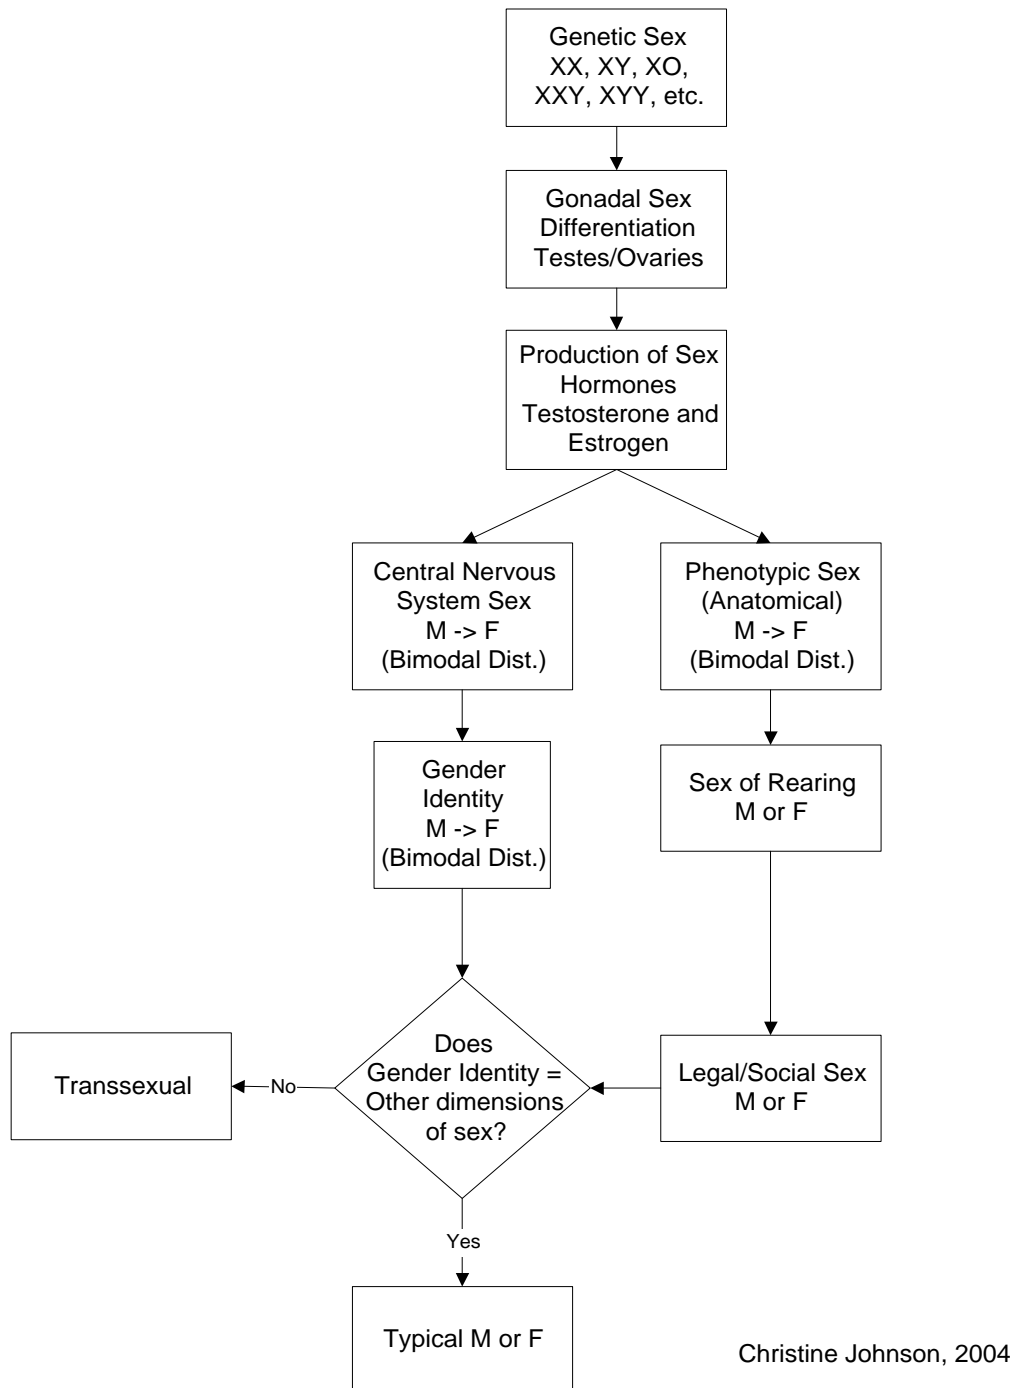 Genetic Sex
XX, XY, XO,
XXY, XYY, etc.
Gonadal Sex
Differentiation
Testes/Ovaries
Production of Sex
Hormones
Testosterone and
Estrogen
Central Nervous
System Sex
M -> F
(Bimodal Dist.)
Phenotypic Sex
(Anatomical)
M -> F
(Bimodal Dist.)
Gender
Identity
M -> F
(Bimodal Dist.)
Sex of Rearing
M or F
Does
Gender Identity =
Other dimensions
of sex?
Legal/Social Sex
M or F
No
Transsexual
Yes
Typical M or F
Christine Johnson, 2004